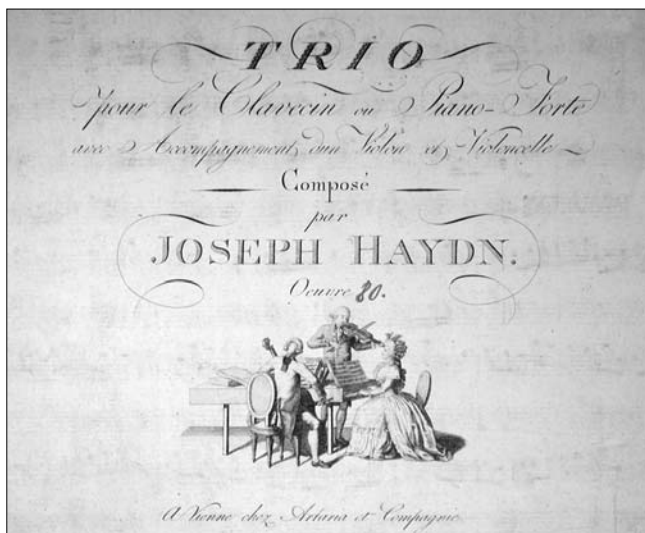 TRIO
pour le Clavecin ou Piano-Forte
avec Accompagnement d'un Violon et Violoncelle
Composé
par
JOSEPH HAYDN.
Oeuvre 80.
A Vienne chez Artaria et Compagnie